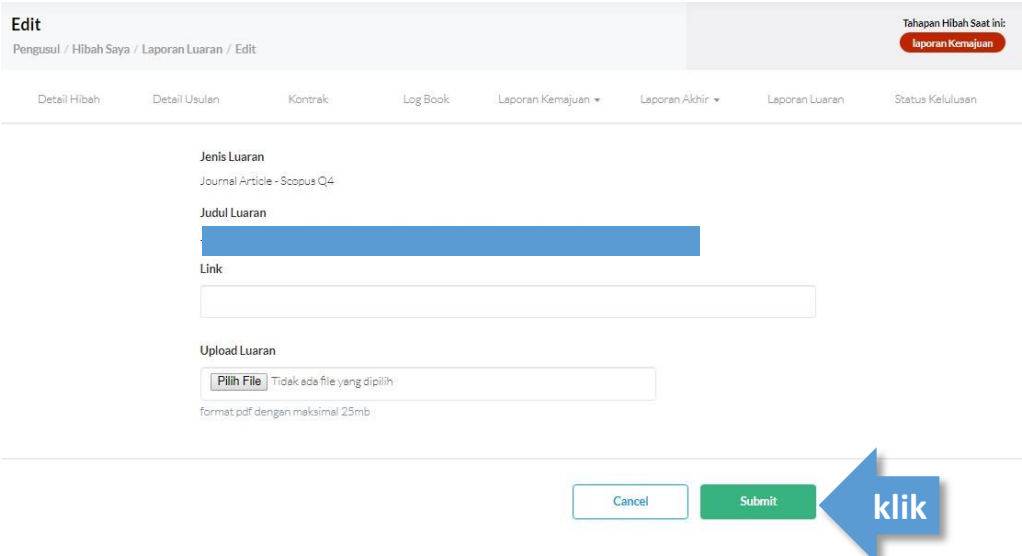 Edit
Tahapan Hibah Saat ini:
Pengusul / Hibah Saya / Laporan Luaran / Edit
laporan Kemajuan
Detail Hibah Detail Usulan Kontrak Log Book Laporan Kemajuan Laporan Akhir Laporan Luaran Status Kelulusan
Jenis Luaran
Journal Article - Scopus Q4
Judul Luaran
Link
Upload Luaran
Pilih File Tidak ada file yang dipilih
format pdf dengan maksimal 25mb
Cancel Submit klik